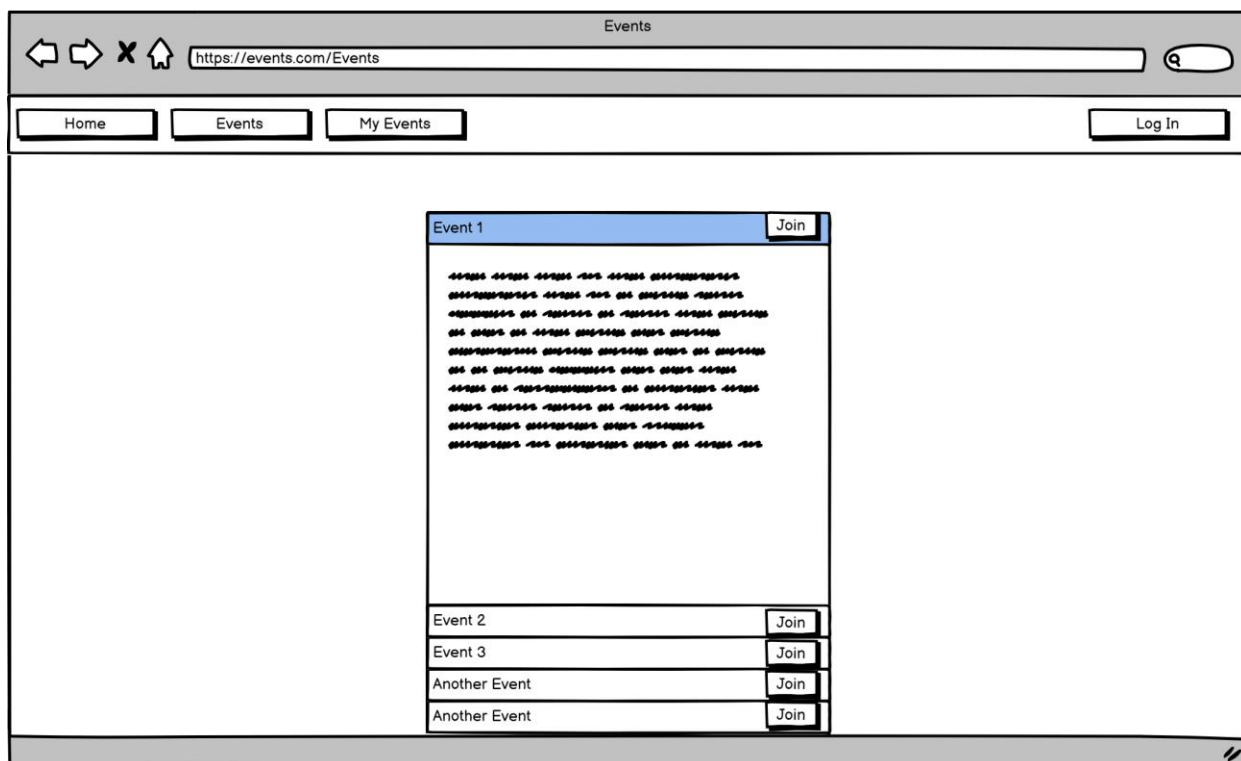 Events
https://events.com/Events
Home Events My Events Log In
Event 1 Join
Event 2 Join
Event 3 Join
Another Event Join
Another Event Join